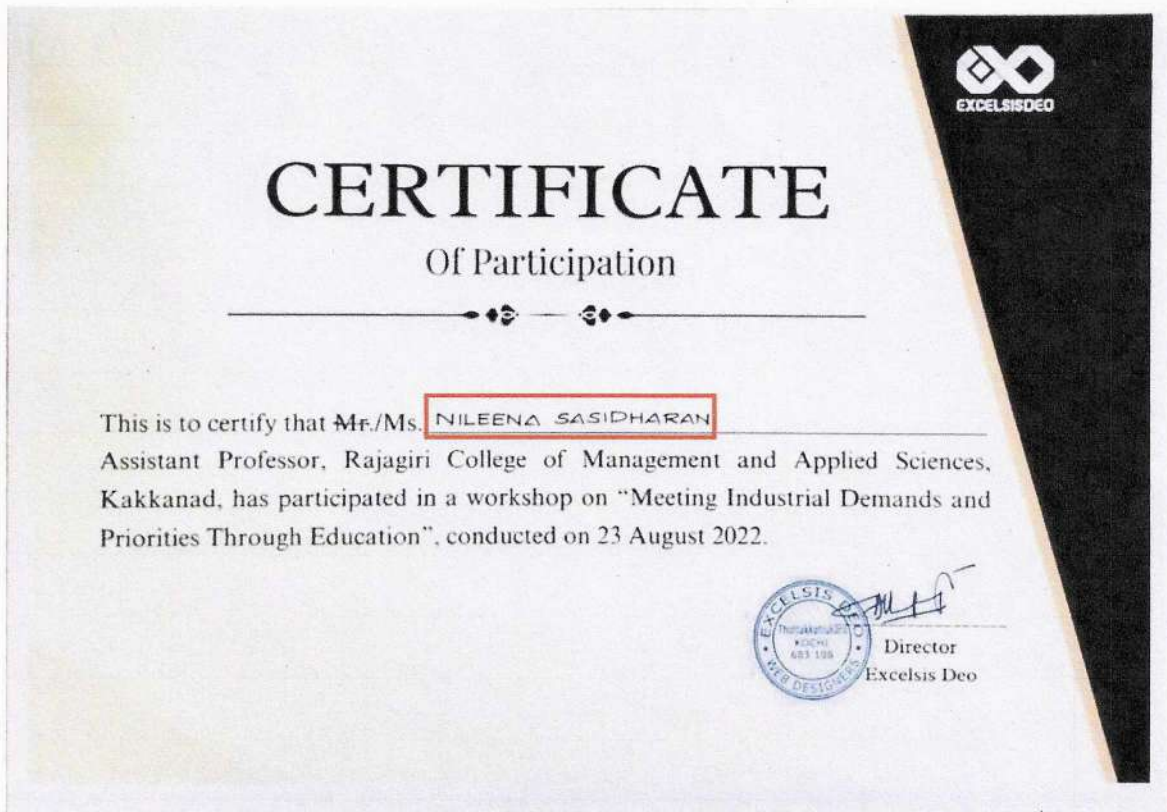 EXCELSISDEO
CERTIFICATE
Of Participation
This is to certify that Mr./Ms. NILEENA SASIDHARAN
Assistant Professor, Rajagiri College of Management and Applied Sciences,
Kakkanad, has participated in a workshop on “Meeting Industrial Demands and
Priorities Through Education”, conducted on 23 August 2022.
EXCELSIS DEO
KOCHI
WEB DESIGNERS
Director
Excelsis Deo